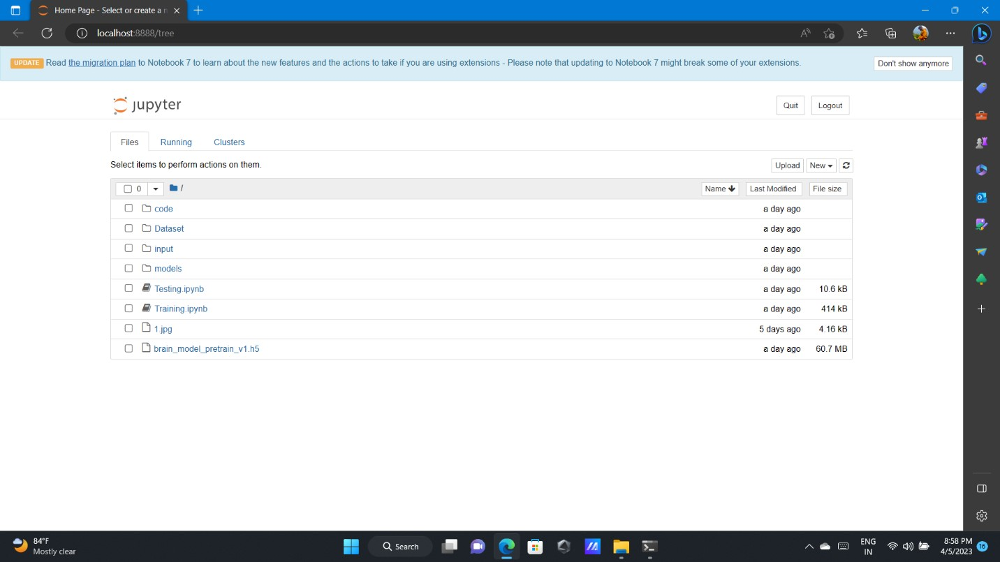 Home Page - Select or create a n
localhost:8888/tree
UPDATE Read the migration plan to Notebook 7 to learn about the new features and the actions to take if you are using extensions - Please note that updating to Notebook 7 might break some of your extensions. Don't show anymore
jupyter Quit Logout
Files Running Clusters
Select items to perform actions on them. Upload New
0 / Name Last Modified File size
code a day ago
Dataset a day ago
input a day ago
models a day ago
Testing.ipynb a day ago 10.6 kB
Training.ipynb a day ago 414 kB
1.jpg 5 days ago 4.16 kB
brain_model_pretrain_v1.h5 a day ago 60.7 MB
84°F
Mostly clear
Search
ENG
IN
8:58 PM
4/5/2023
16